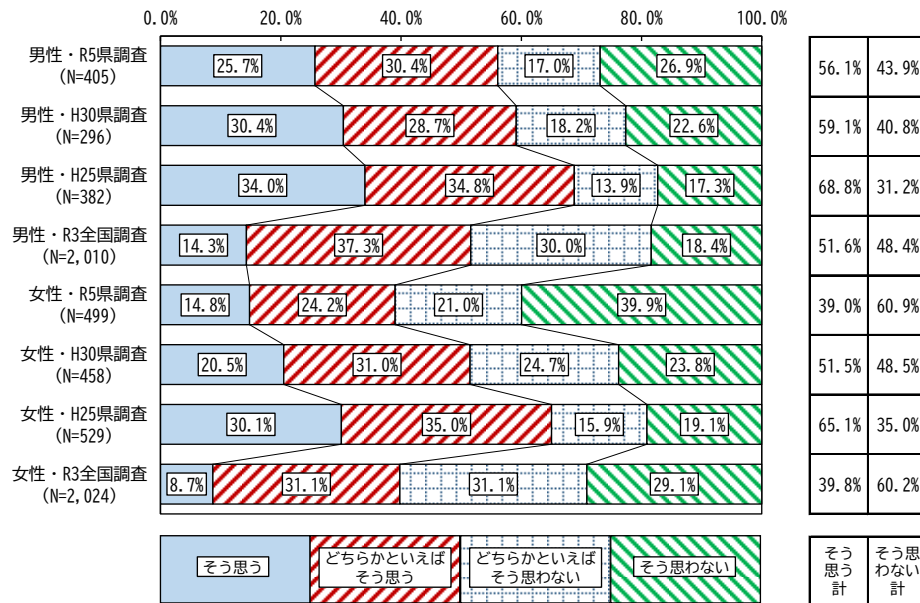 0.0% 20.0% 40.0% 60.0% 80.0% 100.0%
男性・R5県調査
(N=405)
25.7% 30.4% 17.0% 26.9% 56.1% 43.9%
男性・H30県調査
(N=296)
30.4% 28.7% 18.2% 22.6% 59.1% 40.8%
男性・H25県調査
(N=382)
34.0% 34.8% 13.9% 17.3% 68.8% 31.2%
男性・R3全国調査
(N=2,010)
14.3% 37.3% 30.0% 18.4% 51.6% 48.4%
女性・R5県調査
(N=499)
14.8% 24.2% 21.0% 39.9% 39.0% 60.9%
女性・H30県調査
(N=458)
20.5% 31.0% 24.7% 23.8% 51.5% 48.5%
女性・H25県調査
(N=529)
30.1% 35.0% 15.9% 19.1% 65.1% 35.0%
女性・R3全国調査
(N=2,024)
8.7% 31.1% 31.1% 29.1% 39.8% 60.2%
そう思う
どちらかといえば
そう思う
どちらかといえば
そう思わない
そう思わない
そう
思う
計
そう思
わない
計